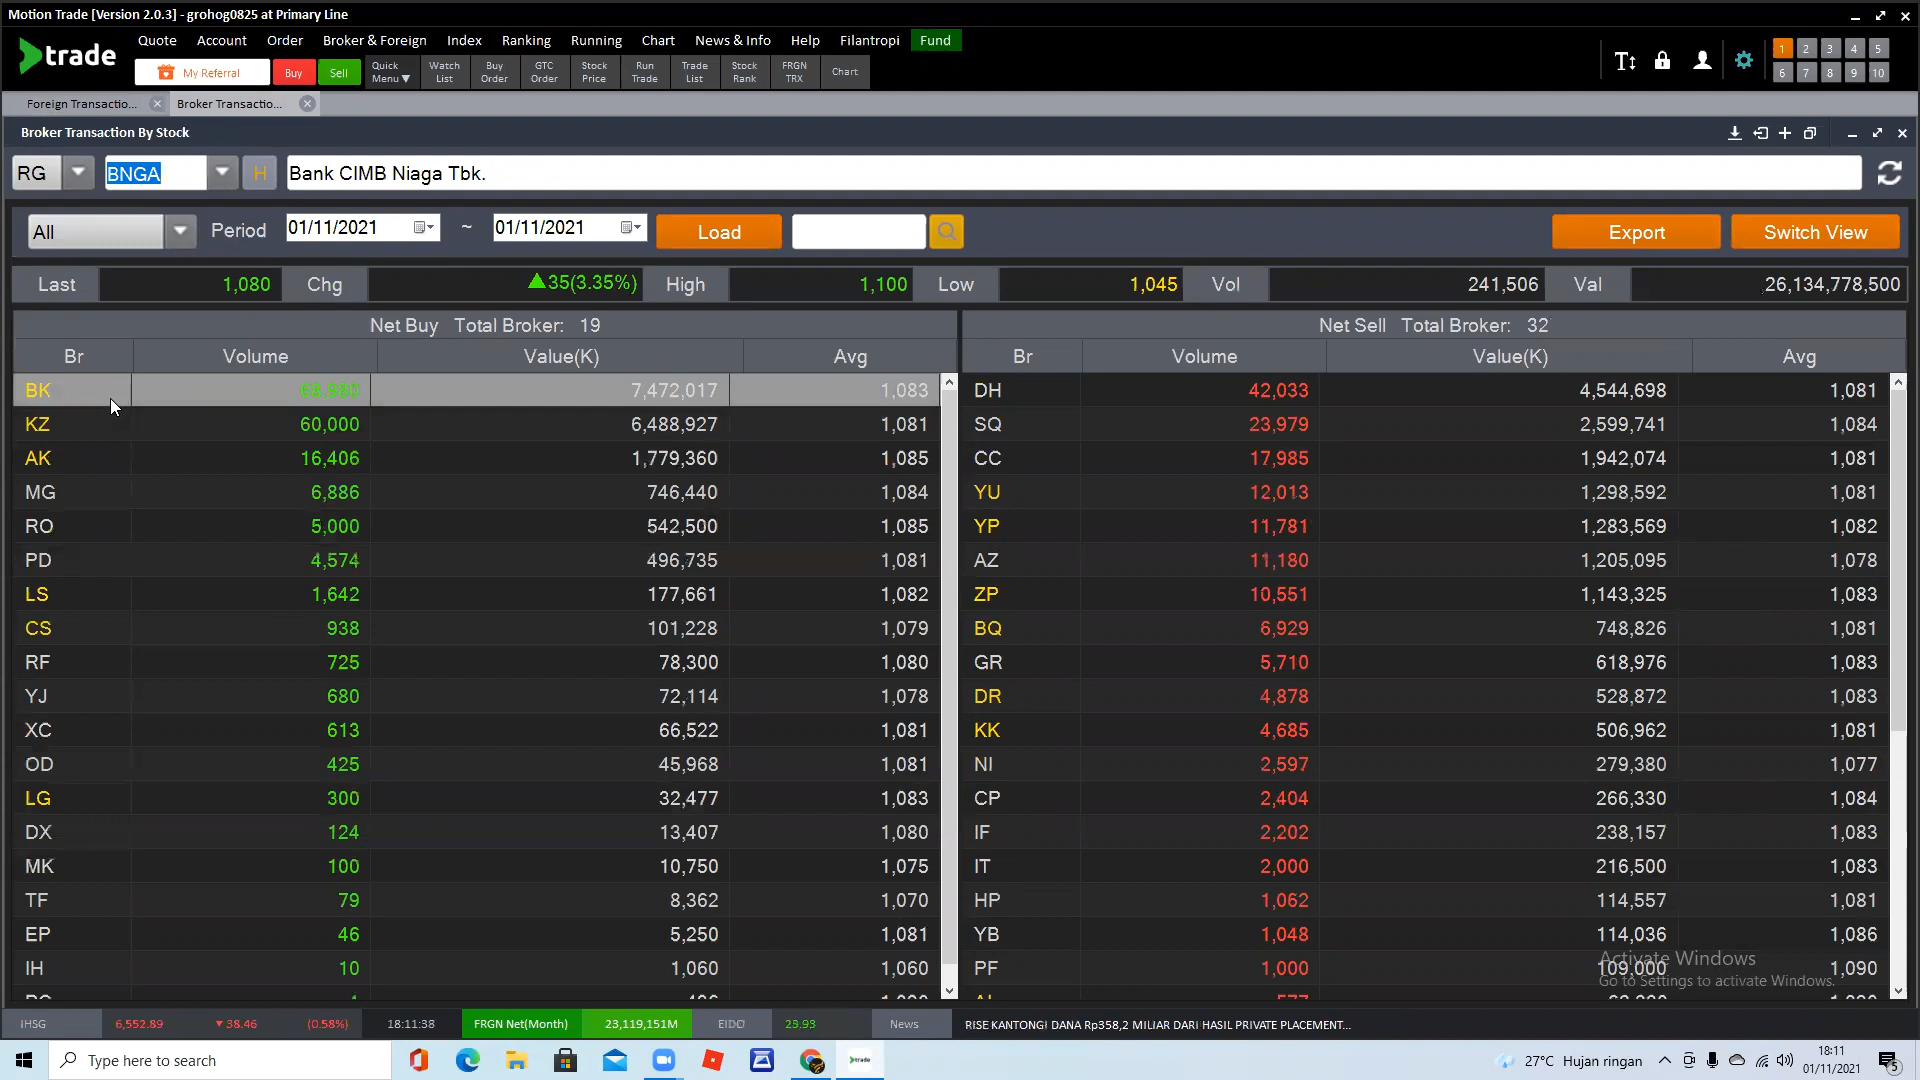 Motion Trade [Version 2.0.3] - grohog0825 at Primary Line
trade
Quote Account Order Broker & Foreign Index Ranking Running Chart News & Info Help Filantropi Fund
My Referral Buy Sell Quick Menu▼ Watch List Buy Order GTC Order Stock Price Run Trade Trade List Stock Rank FRGN TRX Chart
1 2 3 4 5
6 7 8 9 10
Foreign Transactio... Broker Transactio...
Broker Transaction By Stock
RG BNGA H Bank CIMB Niaga Tbk.
All Period 01/11/2021 ~ 01/11/2021 Load Export Switch View
Last 1,080 Chg ▲35(3.35%) High 1,100 Low 1,045 Vol 241,506 Val 26,134,778,500
Net Buy Total Broker: 19 Net Sell Total Broker: 32
Br Volume Value(K) Avg Br Volume Value(K) Avg
BK 7,472,017 1,083 DH 42,033 4,544,698 1,081
KZ 60,000 6,488,927 1,081 SQ 23,979 2,599,741 1,084
AK 16,406 1,779,360 1,085 CC 17,985 1,942,074 1,081
MG 6,886 746,440 1,084 YU 12,013 1,298,592 1,081
RO 5,000 542,500 1,085 YP 11,781 1,283,569 1,082
PD 4,574 496,735 1,081 AZ 11,180 1,205,095 1,078
LS 1,642 177,661 1,082 ZP 10,551 1,143,325 1,083
CS 938 101,228 1,079 BQ 6,929 748,826 1,081
RF 725 78,300 1,080 GR 5,710 618,976 1,083
YJ 680 72,114 1,078 DR 4,878 528,872 1,083
XC 613 66,522 1,081 KK 4,685 506,962 1,081
OD 425 45,968 1,081 NI 2,597 279,380 1,077
LG 300 32,477 1,083 CP 2,404 266,330 1,084
DX 124 13,407 1,080 IF 2,202 238,157 1,083
MK 100 10,750 1,075 IT 2,000 216,500 1,083
TF 79 8,362 1,070 HP 1,062 114,557 1,081
EP 46 5,250 1,081 YB 1,048 114,036 1,086
IH 10 1,060 1,060 PF 1,000 109,000 1,090
Activate Windows
Go to Settings to activate Windows.
IHSG 6,552.89 ▼38.46 (0.58%) 18:11:38 FRGN Net(Month) 23,119,151M EIDO News RISE KANTONGI DANA Rp358,2 MILIAR DARI HASIL PRIVATE PLACEMENT...
Type here to search
27°C Hujan ringan
18:11
01/11/2021
5